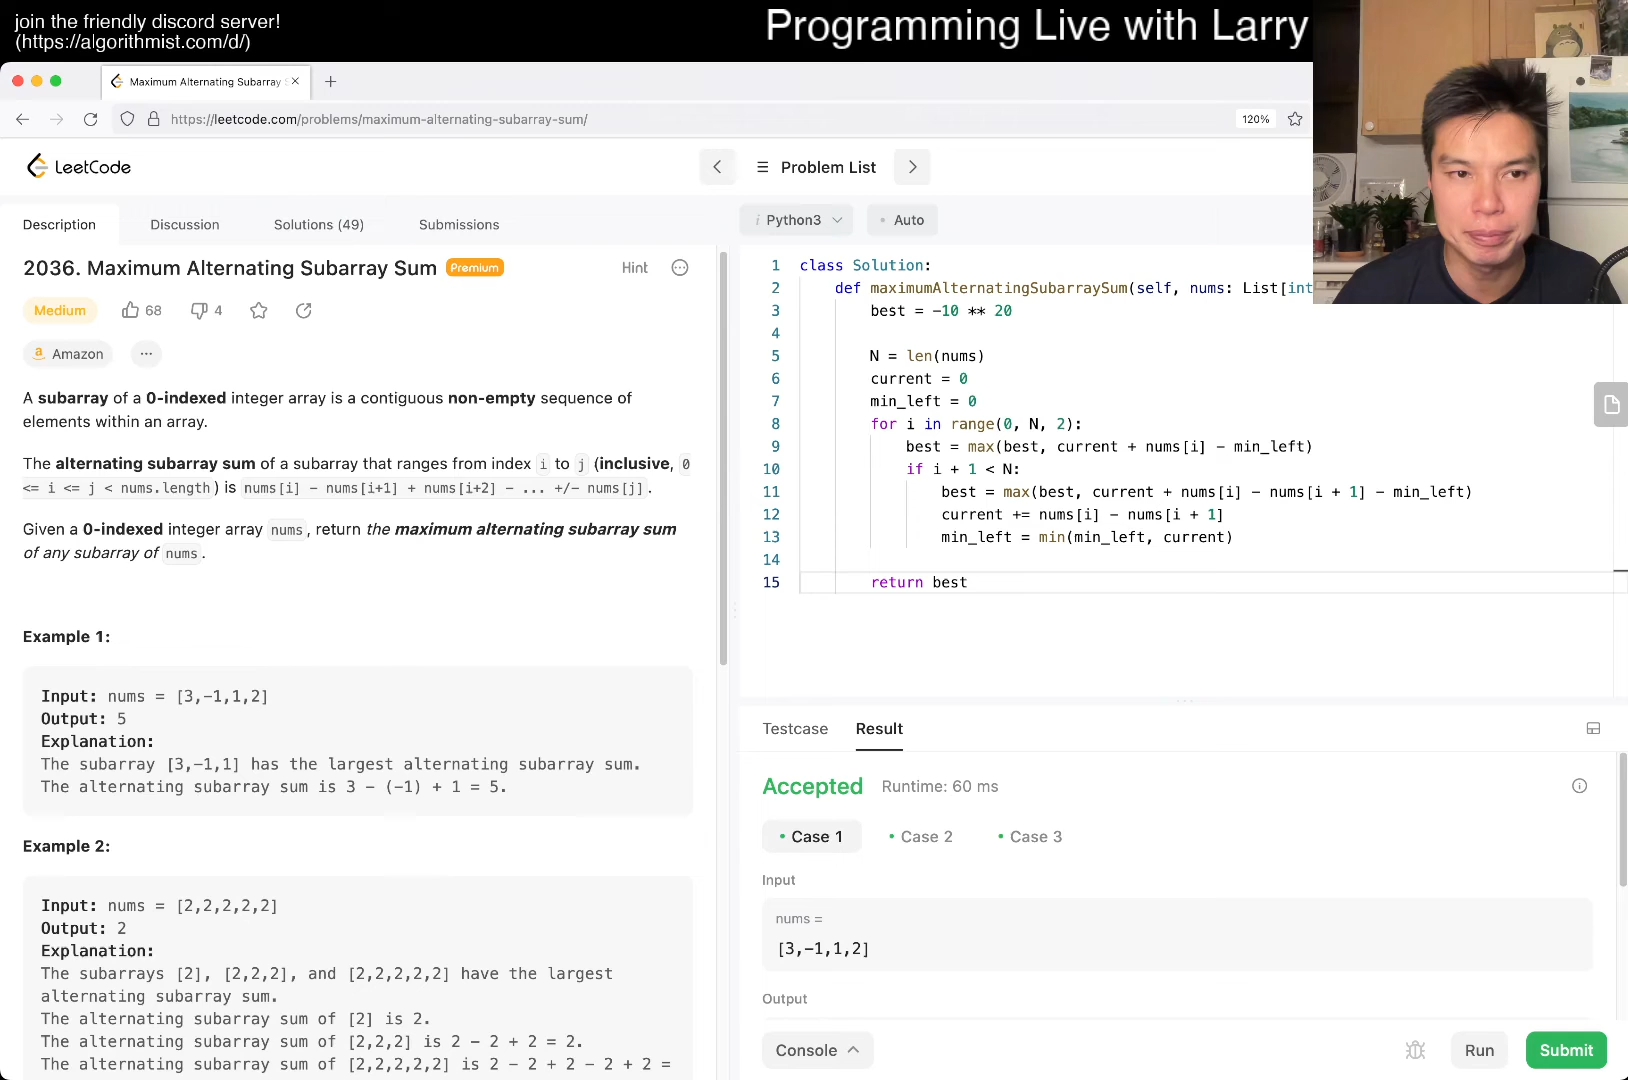 join the friendly discord server!
(https://algorithmist.com/d/)
Programming Live with Larry
Maximum Alternating Subarray S
https://leetcode.com/problems/maximum-alternating-subarray-sum/
120%
LeetCode
Problem List
Description
Discussion
Solutions (49)
Submissions
Python3
Auto
2036. Maximum Alternating Subarray Sum
Premium
Hint
Medium
68
4
Amazon
A subarray of a 0-indexed integer array is a contiguous non-empty sequence of
elements within an array.
The alternating subarray sum of a subarray that ranges from index i to j (inclusive, 0
<= i <= j < nums.length) is nums[i] - nums[i+1] + nums[i+2] - ... +/- nums[j].
Given a 0-indexed integer array nums, return the maximum alternating subarray sum
of any subarray of nums.
Example 1:
Input: nums = [3,-1,1,2]
Output: 5
Explanation:
The subarray [3,-1,1] has the largest alternating subarray sum.
The alternating subarray sum is 3 - (-1) + 1 = 5.
Example 2:
Input: nums = [2,2,2,2,2]
Output: 2
Explanation:
The subarrays [2], [2,2,2], and [2,2,2,2,2] have the largest
alternating subarray sum.
The alternating subarray sum of [2] is 2.
The alternating subarray sum of [2,2,2] is 2 - 2 + 2 = 2.
The alternating subarray sum of [2,2,2,2,2] is 2 - 2 + 2 - 2 + 2 =
1 class Solution:
2 def maximumAlternatingSubarraySum(self, nums: List[int
3 best = -10 ** 20
4
5 N = len(nums)
6 current = 0
7 min_left = 0
8 for i in range(0, N, 2):
9 best = max(best, current + nums[i] - min_left)
10 if i + 1 < N:
11 best = max(best, current + nums[i] - nums[i + 1] - min_left)
12 current += nums[i] - nums[i + 1]
13 min_left = min(min_left, current)
14
15 return best
Testcase
Result
Accepted
Runtime: 60 ms
Case 1
Case 2
Case 3
Input
nums =
[3,-1,1,2]
Output
Console
Run
Submit